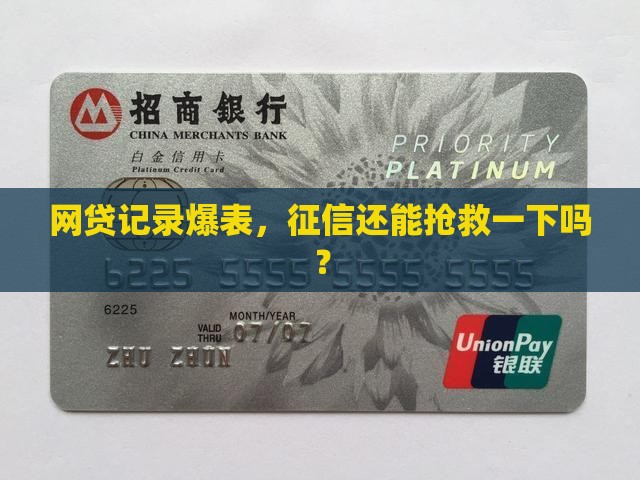 招商銀行
CHINA MERCHANTS BANK
白金信用卡
Platinum Credit Card
PRIORITY
PLATINUM
网贷记录爆表，征信还能抢救一下吗
？
6225 5555 5555 5555
6225
MONTH/YEAR
VALID
THRU
07/07
ZHU ZHUN
UnionPay
银联